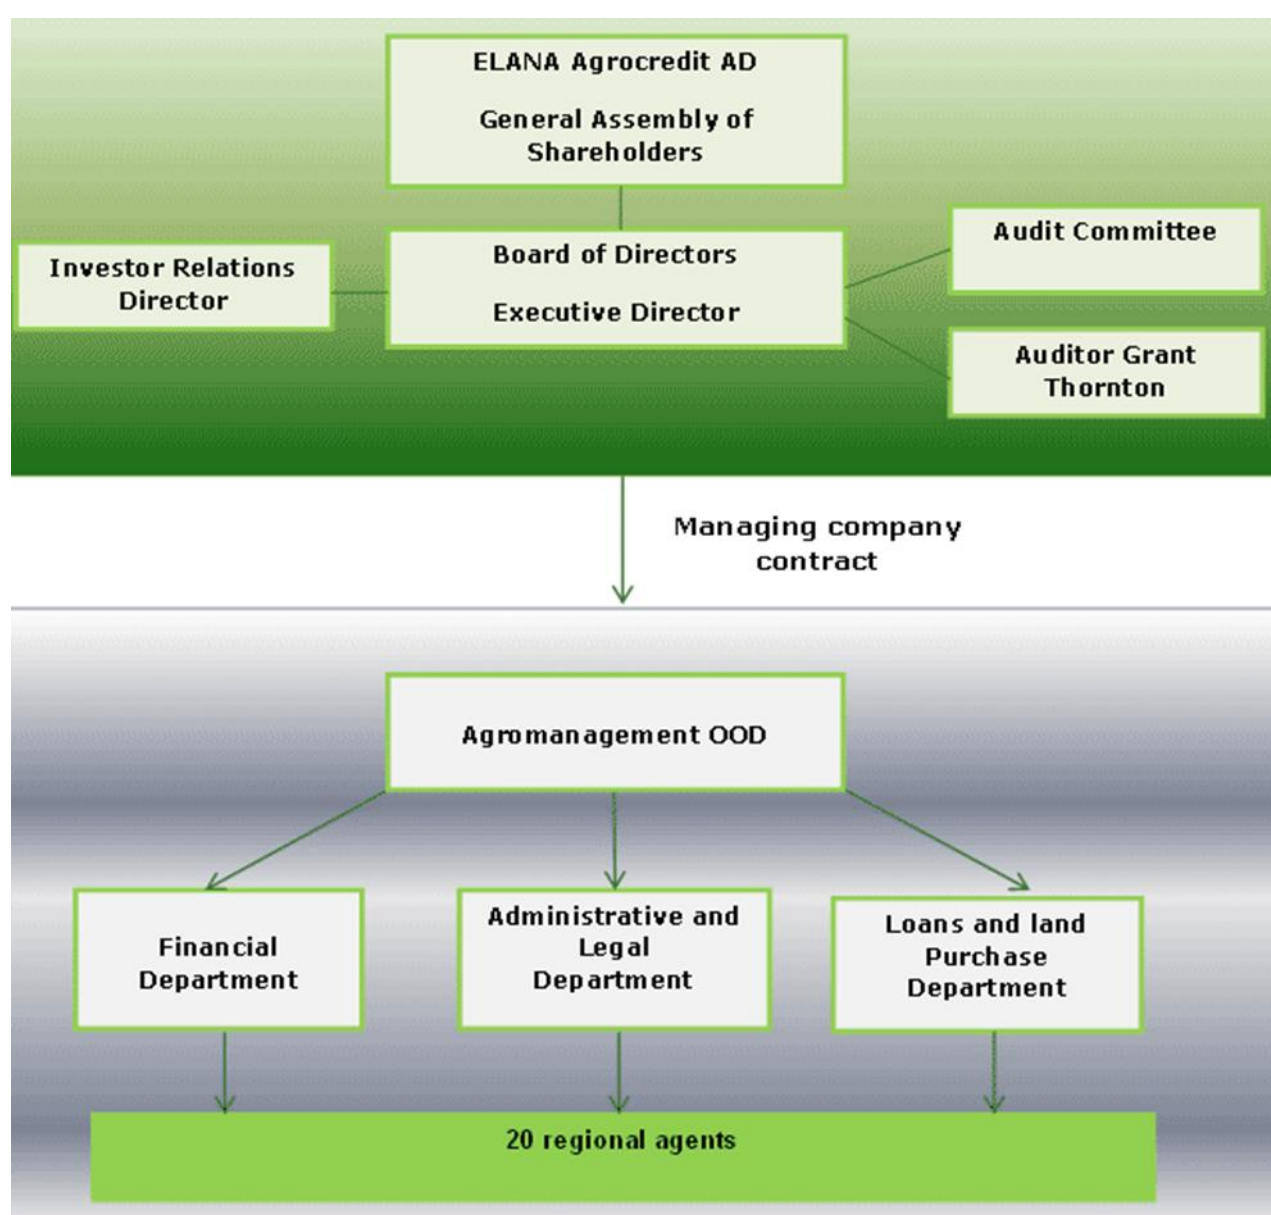 ELANA Agrocredit AD
General Assembly of
Shareholders
Investor Relations
Director
Board of Directors
Executive Director
Audit Committee
Auditor Grant
Thornton
Managing company
contract
Agromanagement OOD
Financial
Department
Administrative and
Legal
Department
Loans and land
Purchase
Department
20 regional agents